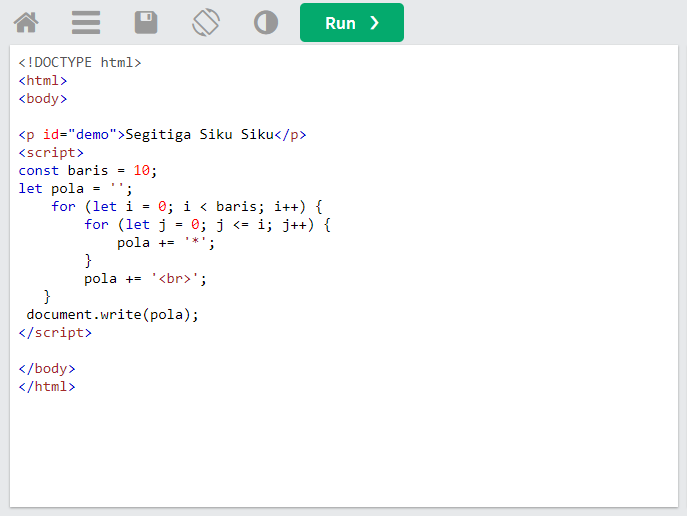 Run ❯
<!DOCTYPE html>
<html>
<body>

<p id="demo">Segitiga Siku Siku</p>
<script>
const baris = 10;
let pola = '';
    for (let i = 0; i < baris; i++) {
        for (let j = 0; j <= i; j++) {
            pola += '*';
        }
        pola += '<br>';
   }
 document.write(pola);
</script>

</body>
</html>